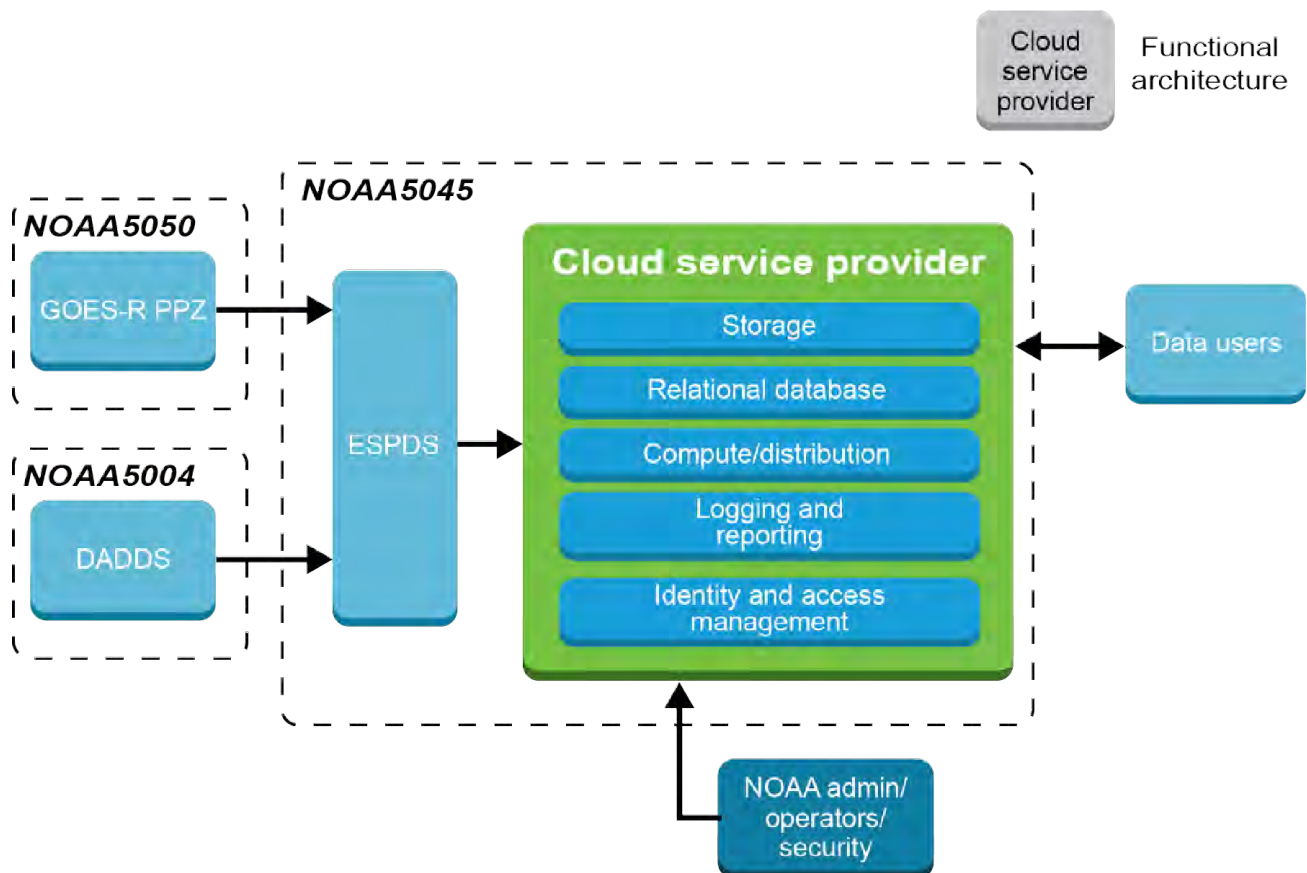 Cloud
service
provider
Functional
architecture
NOAA5045
NOAA5050
GOES-R PPZ
NOAA5004
DADDS
ESPDS
Cloud service provider
Storage
Relational database
Compute/distribution
Logging and
reporting
Identity and access
management
Data users
NOAA admin/
operators/
security